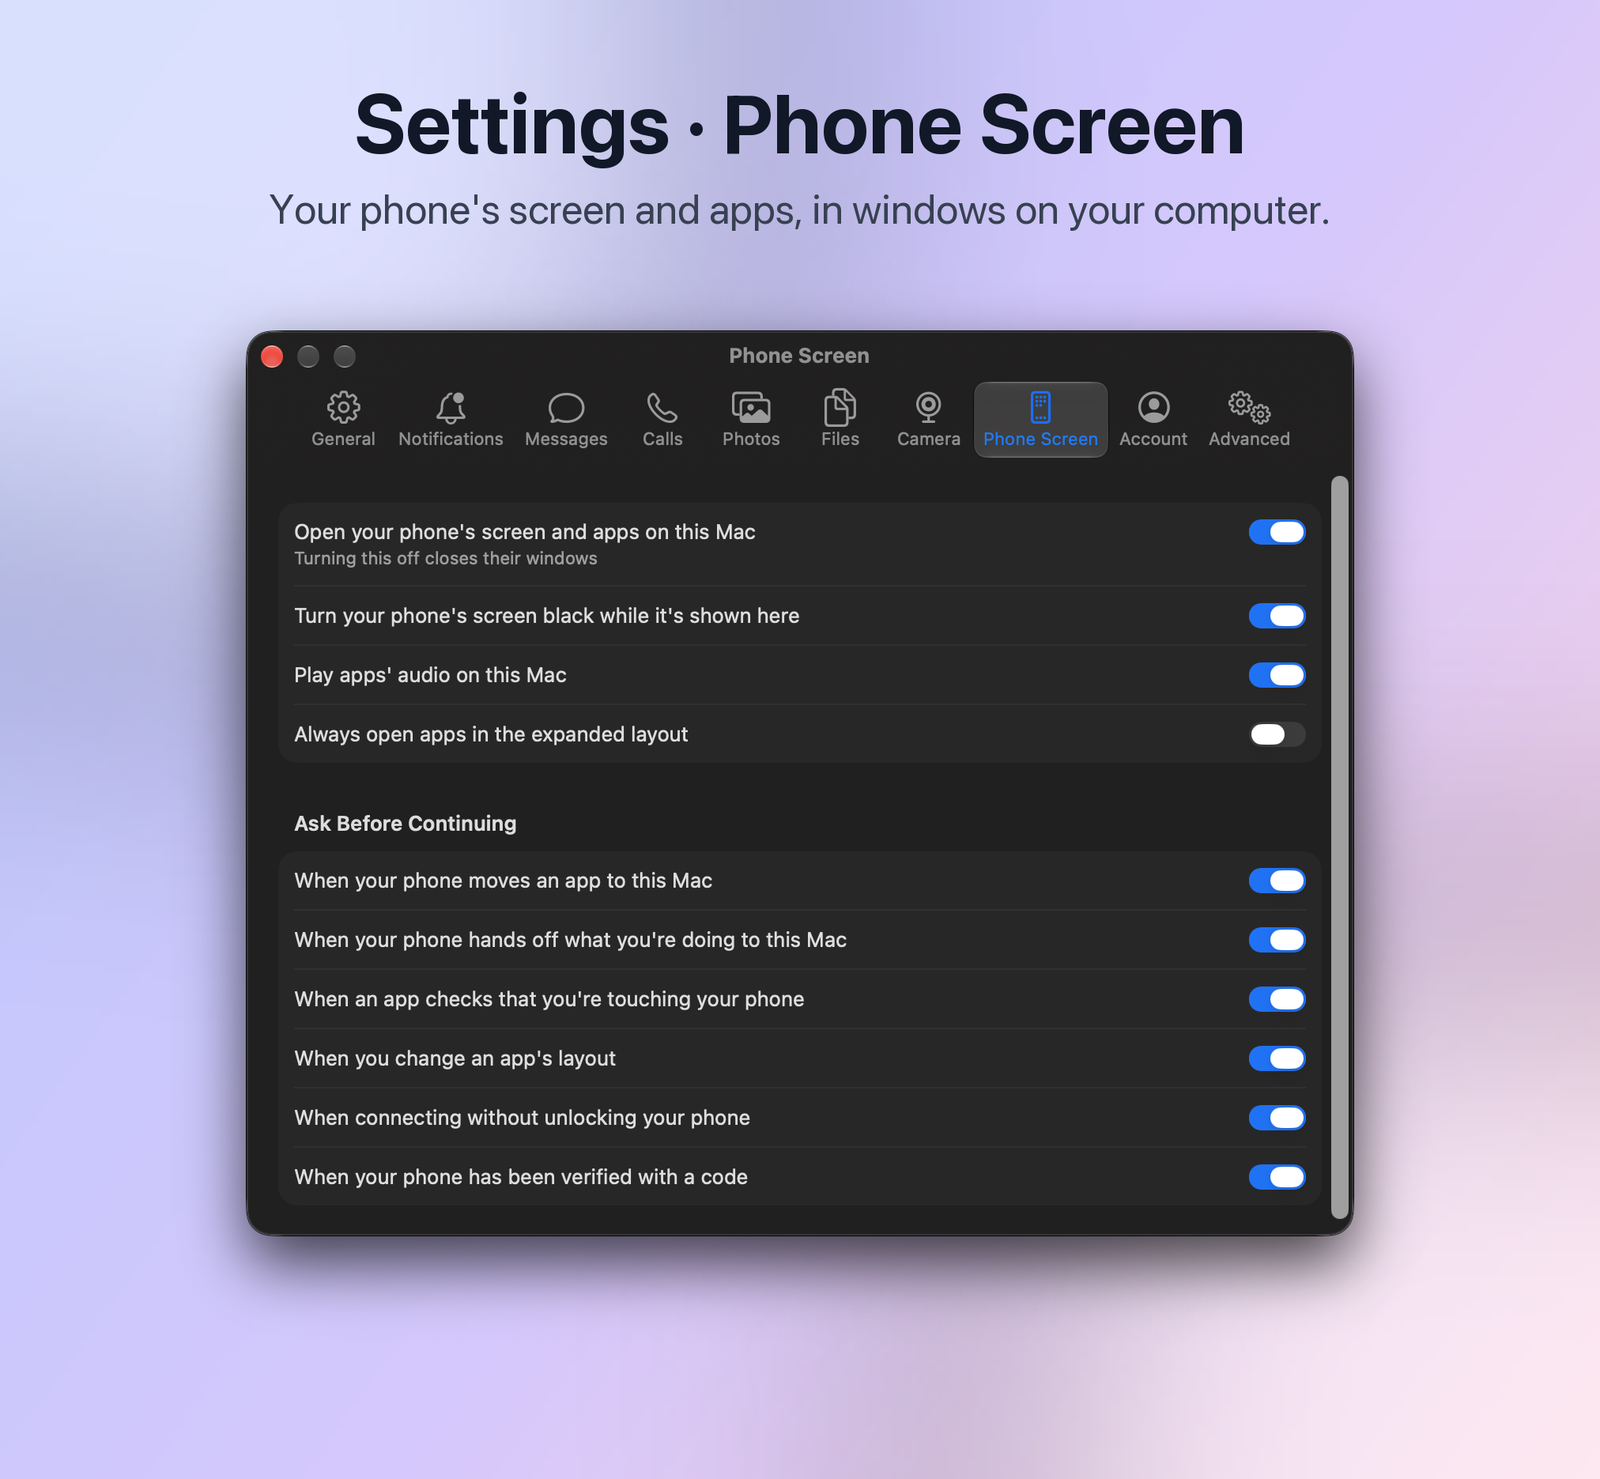 Settings · Phone Screen
Your phone's screen and apps, in windows on your computer.
Phone Screen
General Notifications Messages Calls Photos Files Camera Phone Screen Account Advanced
Open your phone's screen and apps on this Mac
Turning this off closes their windows
Turn your phone's screen black while it's shown here
Play apps' audio on this Mac
Always open apps in the expanded layout
Ask Before Continuing
When your phone moves an app to this Mac
When your phone hands off what you're doing to this Mac
When an app checks that you're touching your phone
When you change an app's layout
When connecting without unlocking your phone
When your phone has been verified with a code